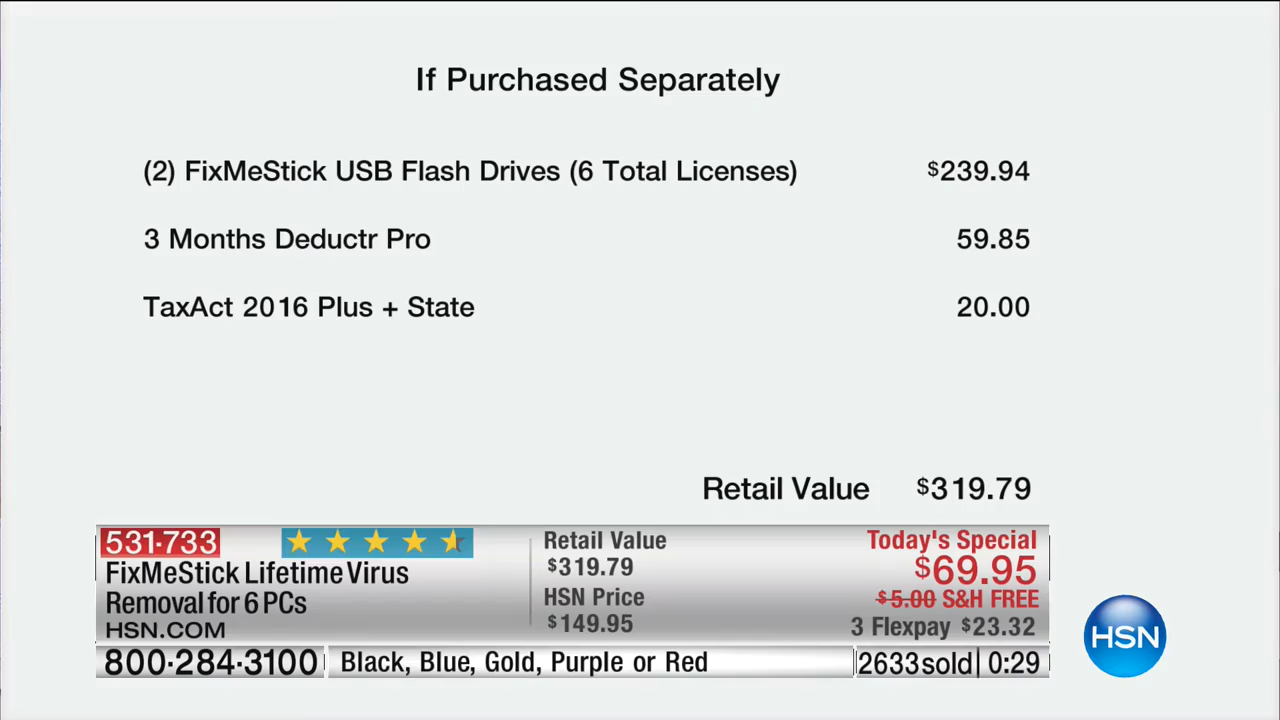 If Purchased Separately
(2) FixMeStick USB Flash Drives (6 Total Licenses) $239.94
3 Months Deductr Pro 59.85
TaxAct 2016 Plus + State 20.00
Retail Value $319.79
531·733
FixMeStick Lifetime Virus
Removal for 6 PCs
HSN.COM
Retail Value
$319.79
HSN Price
$149.95
Today's Special
$69.95
$5.00 S&H FREE
3 Flexpay $23.32
HSN
800·284·3100
Black, Blue, Gold, Purple or Red
2633sold | 0:29